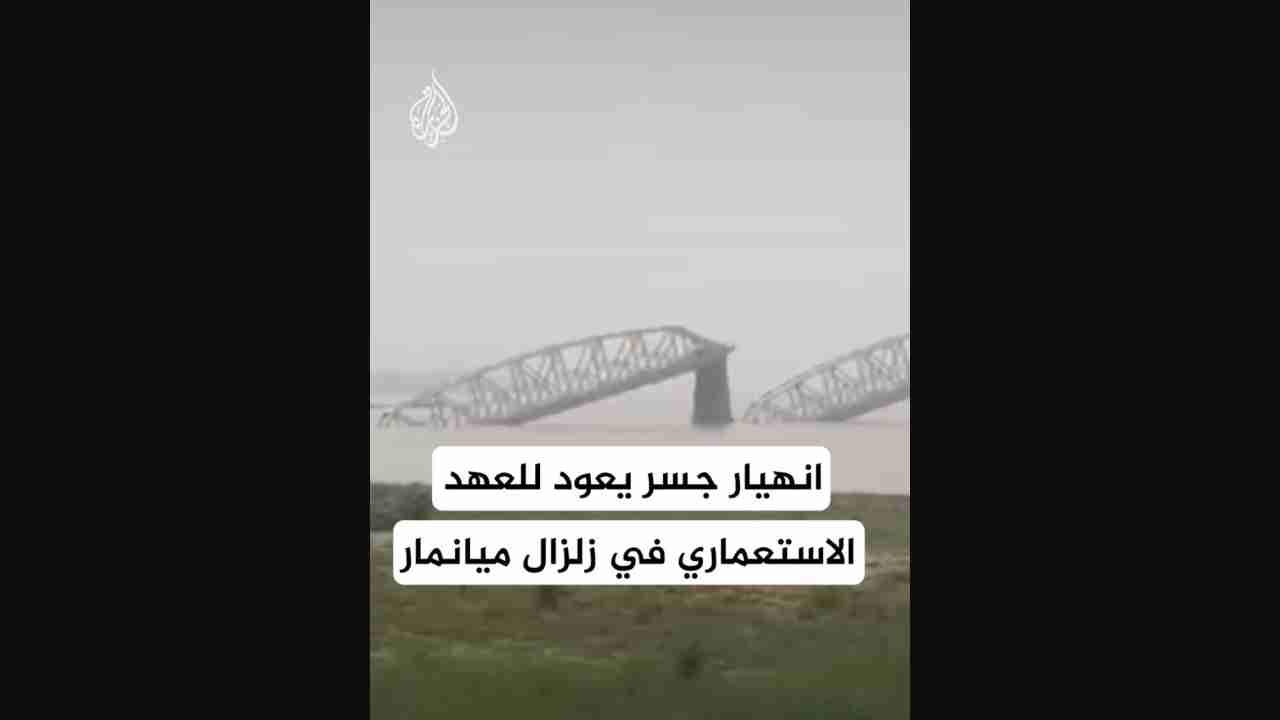 انهيار جسر يعود للعهد
الاستعماري في زلزال ميانمار